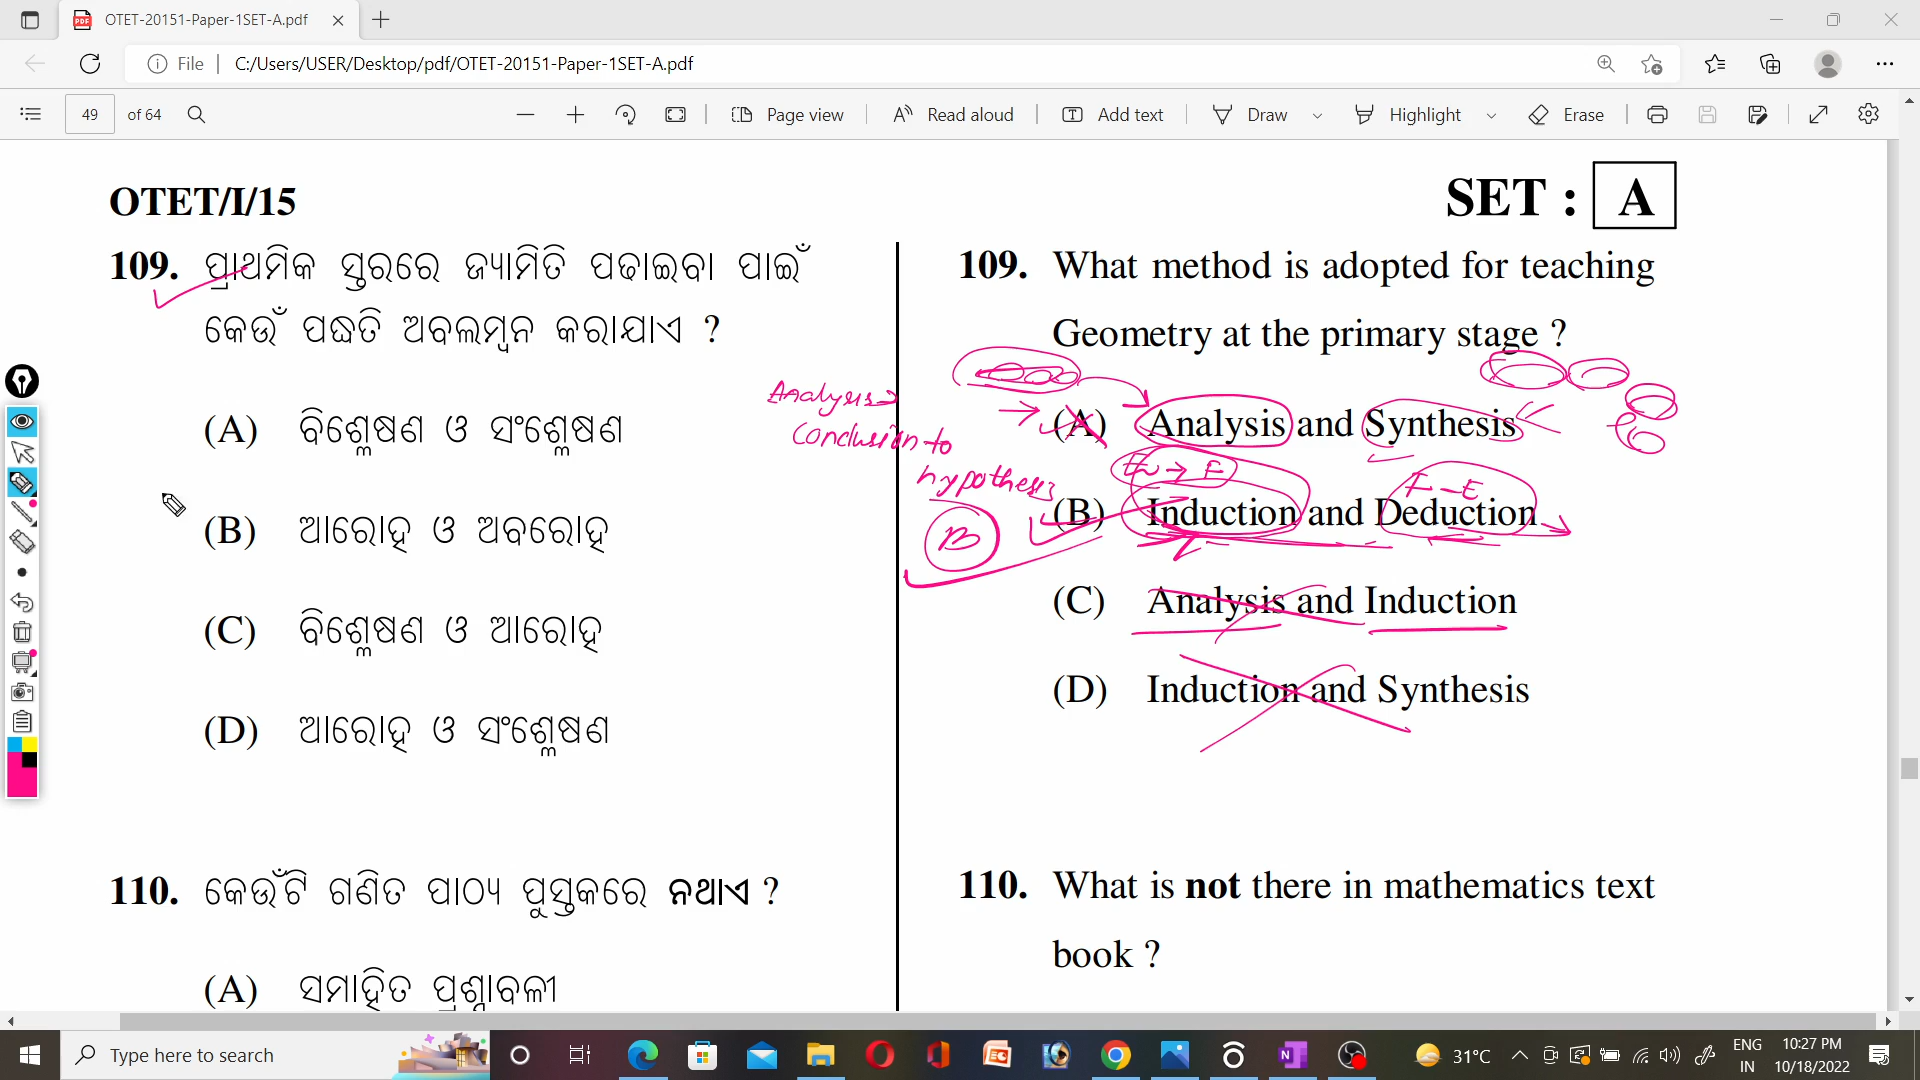 OTET-20151-Paper-1SET-A.pdf
File
C:/Users/USER/Desktop/pdf/OTET-20151-Paper-1SET-A.pdf
49 of 64
Page view
Read aloud
Add text
Draw
Highlight
Erase
OTET/I/15
SET : A
109. ପ୍ରାଥମିକ ସ୍ତରରେ ଜ୍ୟାମିତି ପଢାଇବା ପାଇଁ
କେଉଁ ପଦ୍ଧତି ଅବଲମ୍ବନ କରାଯାଏ ?
(A) ବିଶ୍ଳେଷଣ ଓ ସଂଶ୍ଳେଷଣ
(B) ଆରୋହ ଓ ଅବରୋହ
(C) ବିଶ୍ଳେଷଣ ଓ ଆରୋହ
(D) ଆରୋହ ଓ ସଂଶ୍ଳେଷଣ
110. କେଉଁଟି ଗଣିତ ପାଠ୍ୟ ପୁସ୍ତକରେ ନଥାଏ ?
(A) ସମାହିତ ପ୍ରଶ୍ନାବଳୀ
109. What method is adopted for teaching
Geometry at the primary stage ?
Analysis
Conclusion to
hypothesis
(A) Analysis and Synthesis
E → E
F - E
B
(B) Induction and Deduction
(C) Analysis and Induction
(D) Induction and Synthesis
110. What is not there in mathematics text
book ?
Type here to search
31°C
ENG
IN
10:27 PM
10/18/2022